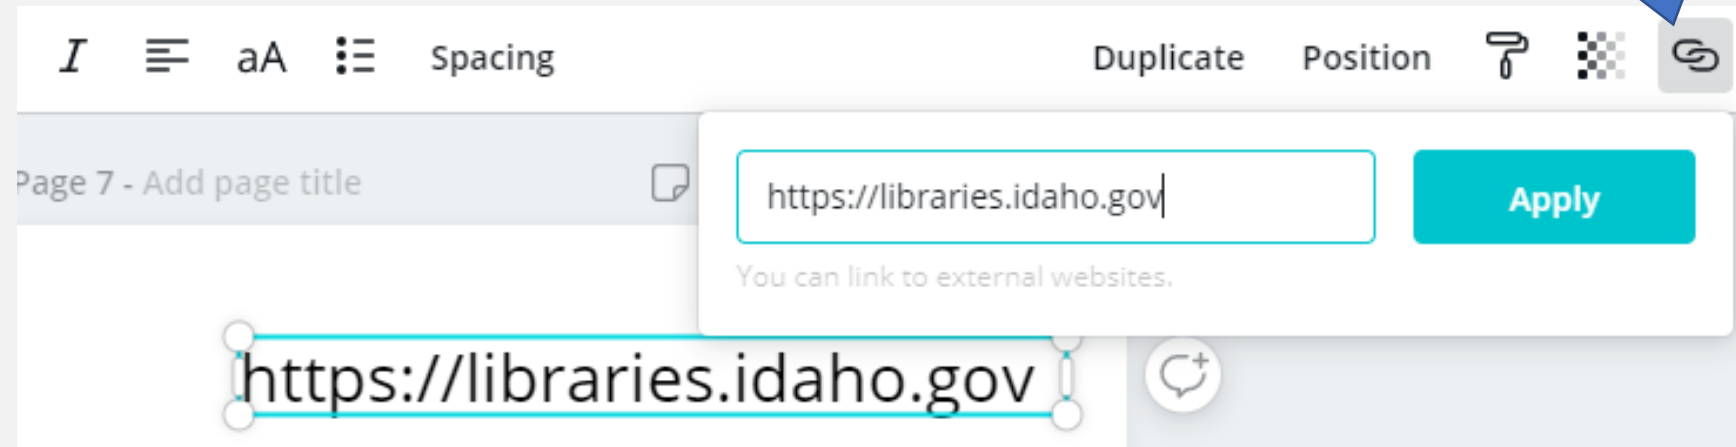 I aA Spacing Duplicate Position
Page 7 - Add page title
https://libraries.idaho.gov Apply
You can link to external websites.
https://libraries.idaho.gov